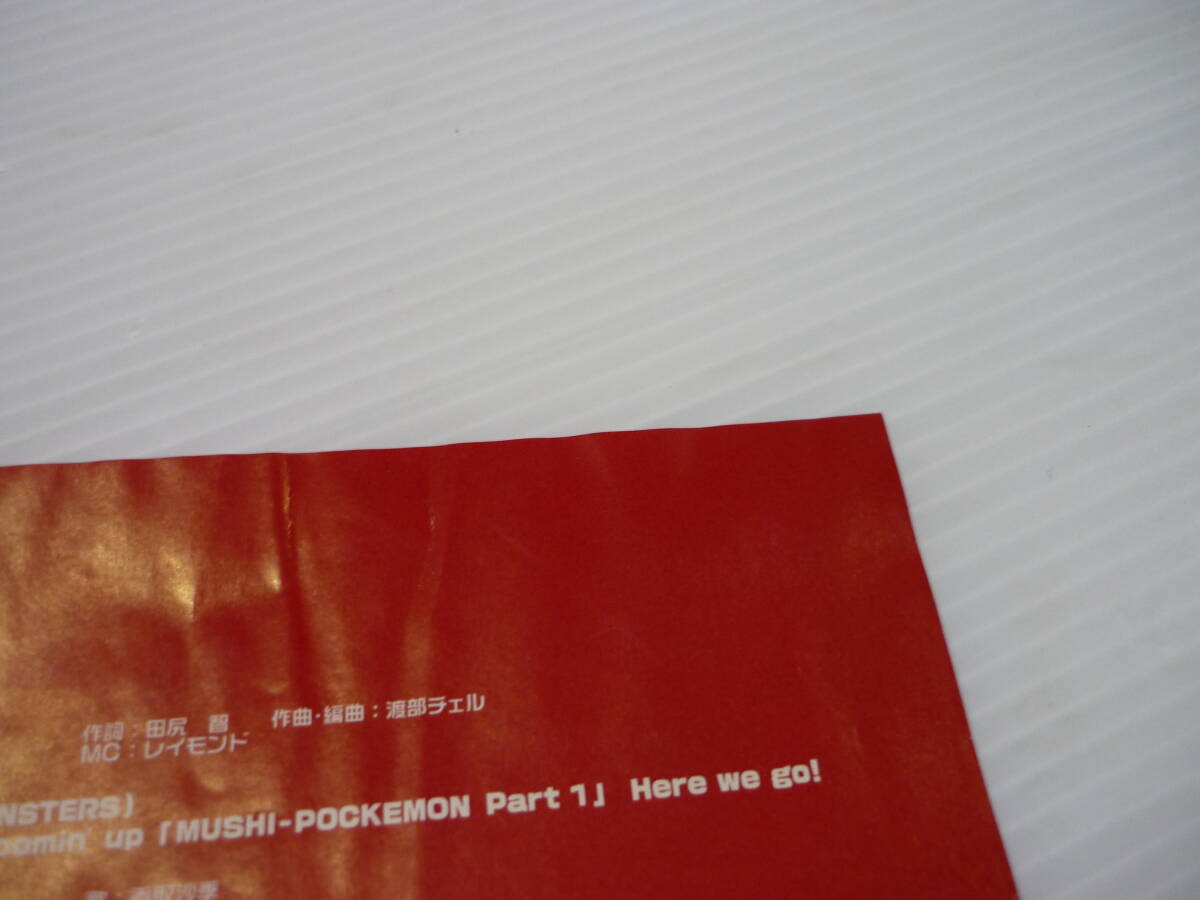 作詞：田尻 智 作曲・編曲：渡部チェル
MC：レイモンド
NSTERS)
oomin' up「MUSHI-POCKEMON Part 1」 Here we go!